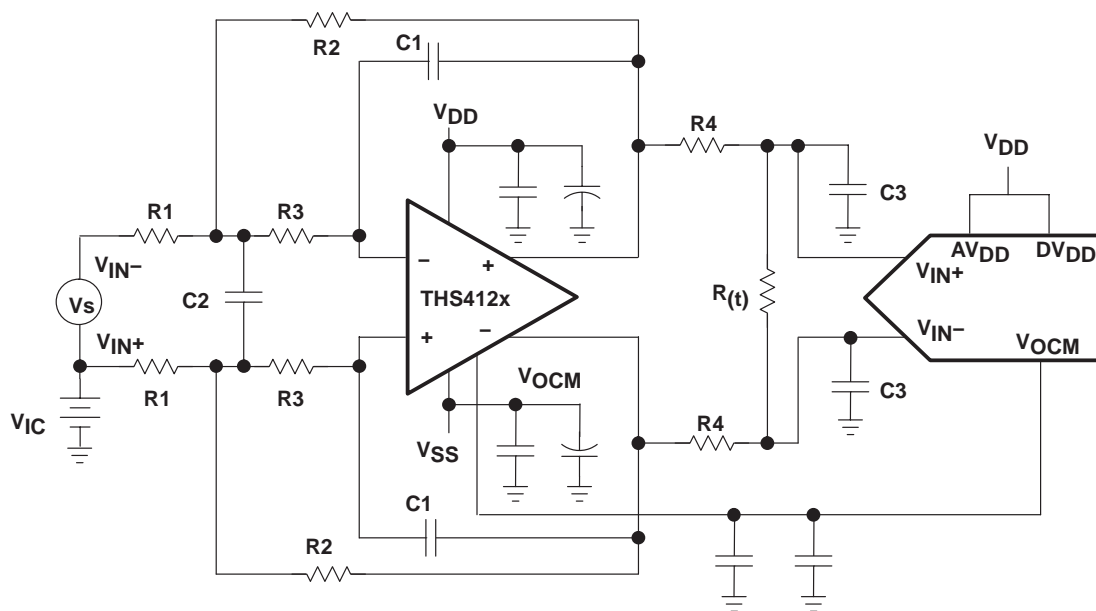 R2
C1
VDD
R4
VDD
C3
R1
R3
AVDD
DVDD
VIN−
−
+
VIN+
Vs
C2
THS412x
R(t)
VIN+
+
−
VIN−
VOCM
R1
R3
VOCM
C3
VIC
R4
VSS
C1
R2